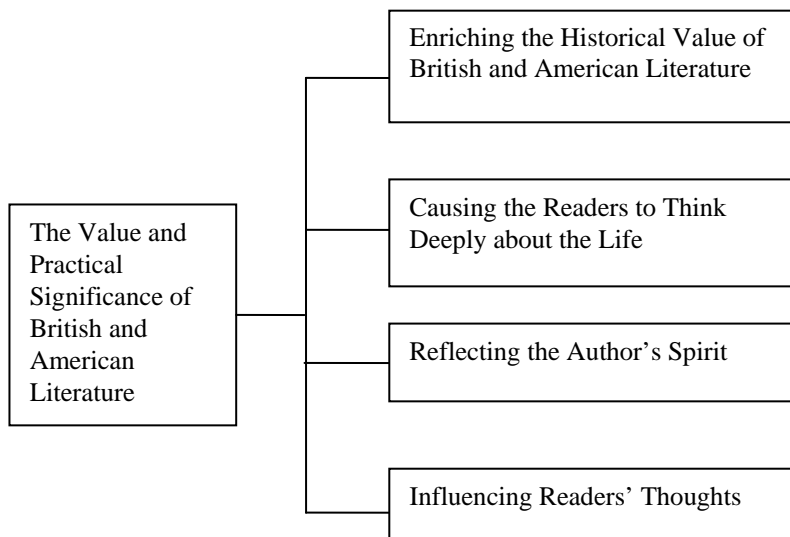 Enriching the Historical Value of
British and American Literature
Causing the Readers to Think
Deeply about the Life
The Value and
Practical
Significance of
British and
American
Literature
Reflecting the Author’s Spirit
Influencing Readers’ Thoughts